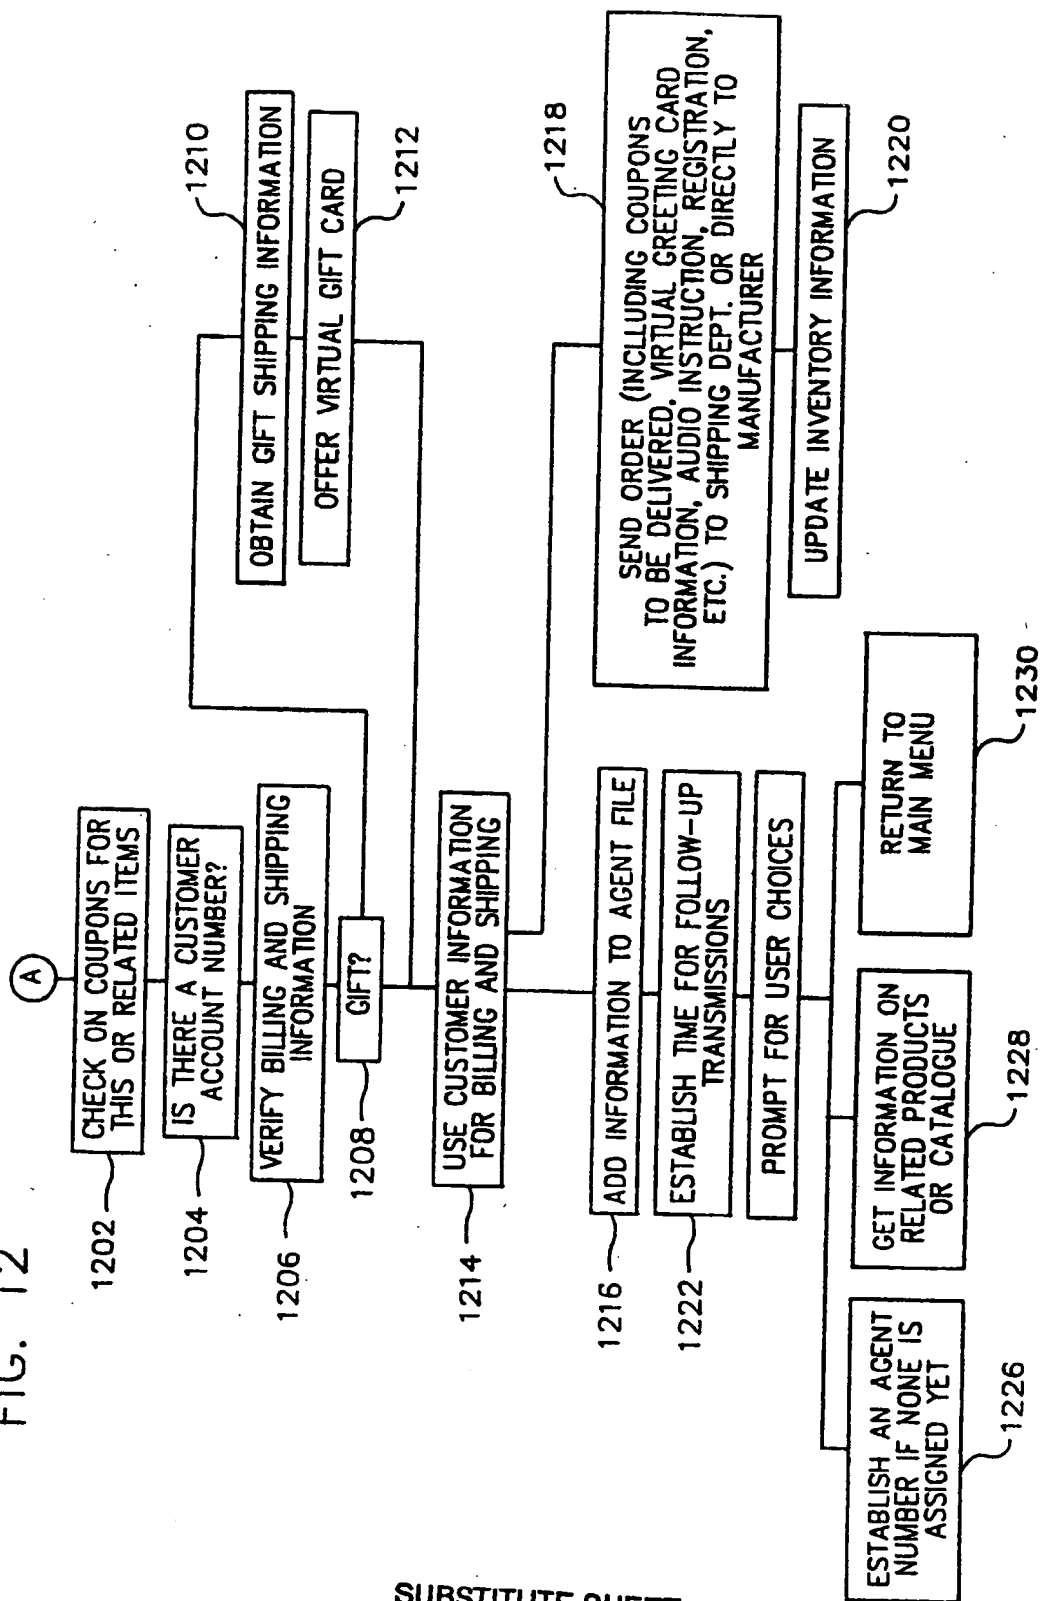 FIG. 12
A
1202
CHECK ON COUPONS FOR
THIS OR RELATED ITEMS
1204
IS THERE A CUSTOMER
ACCOUNT NUMBER?
1206
VERIFY BILLING AND SHIPPING
INFORMATION
1208
GIFT?
1210
OBTAIN GIFT SHIPPING INFORMATION
OFFER VIRTUAL GIFT CARD
1212
1214
USE CUSTOMER INFORMATION
FOR BILLING AND SHIPPING
1218
SEND ORDER (INCLUDING COUPONS
TO BE DELIVERED, VIRTUAL GREETING CARD
INFORMATION, AUDIO INSTRUCTION, REGISTRATION,
ETC.) TO SHIPPING DEPT. OR DIRECTLY TO
MANUFACTURER
UPDATE INVENTORY INFORMATION
1220
1216
ADD INFORMATION TO AGENT FILE
1222
ESTABLISH TIME FOR FOLLOW-UP
TRANSMISSIONS
PROMPT FOR USER CHOICES
ESTABLISH AN AGENT
NUMBER IF NONE IS
ASSIGNED YET
1226
GET INFORMATION ON
RELATED PRODUCTS
OR CATALOGUE
1228
RETURN TO
MAIN MENU
1230
SUBSTITUTE SHEET